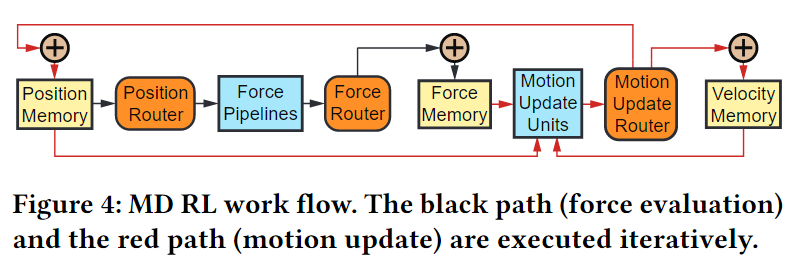 Position
Memory
Position
Router
Force
Pipelines
Force
Router
Force
Memory
Motion
Update
Units
Motion
Update
Router
Velocity
Memory
Figure 4: MD RL work flow. The black path (force evaluation)
and the red path (motion update) are executed iteratively.